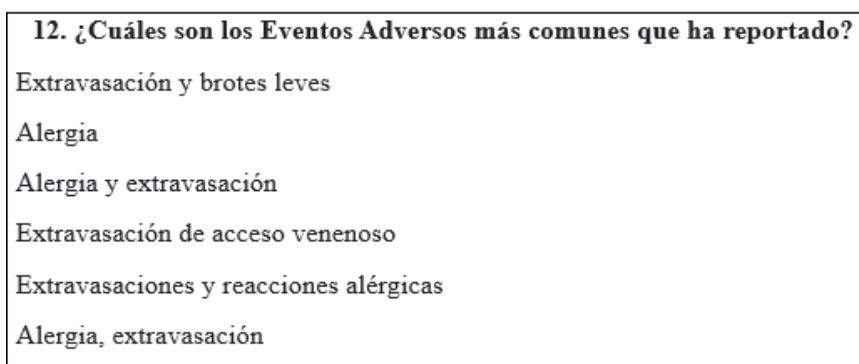 12. ¿Cuáles son los Eventos Adversos más comunes que ha reportado?
Extravasación y brotes leves
Alergia
Alergia y extravasación
Extravasación de acceso venenoso
Extravasaciones y reacciones alérgicas
Alergia, extravasación